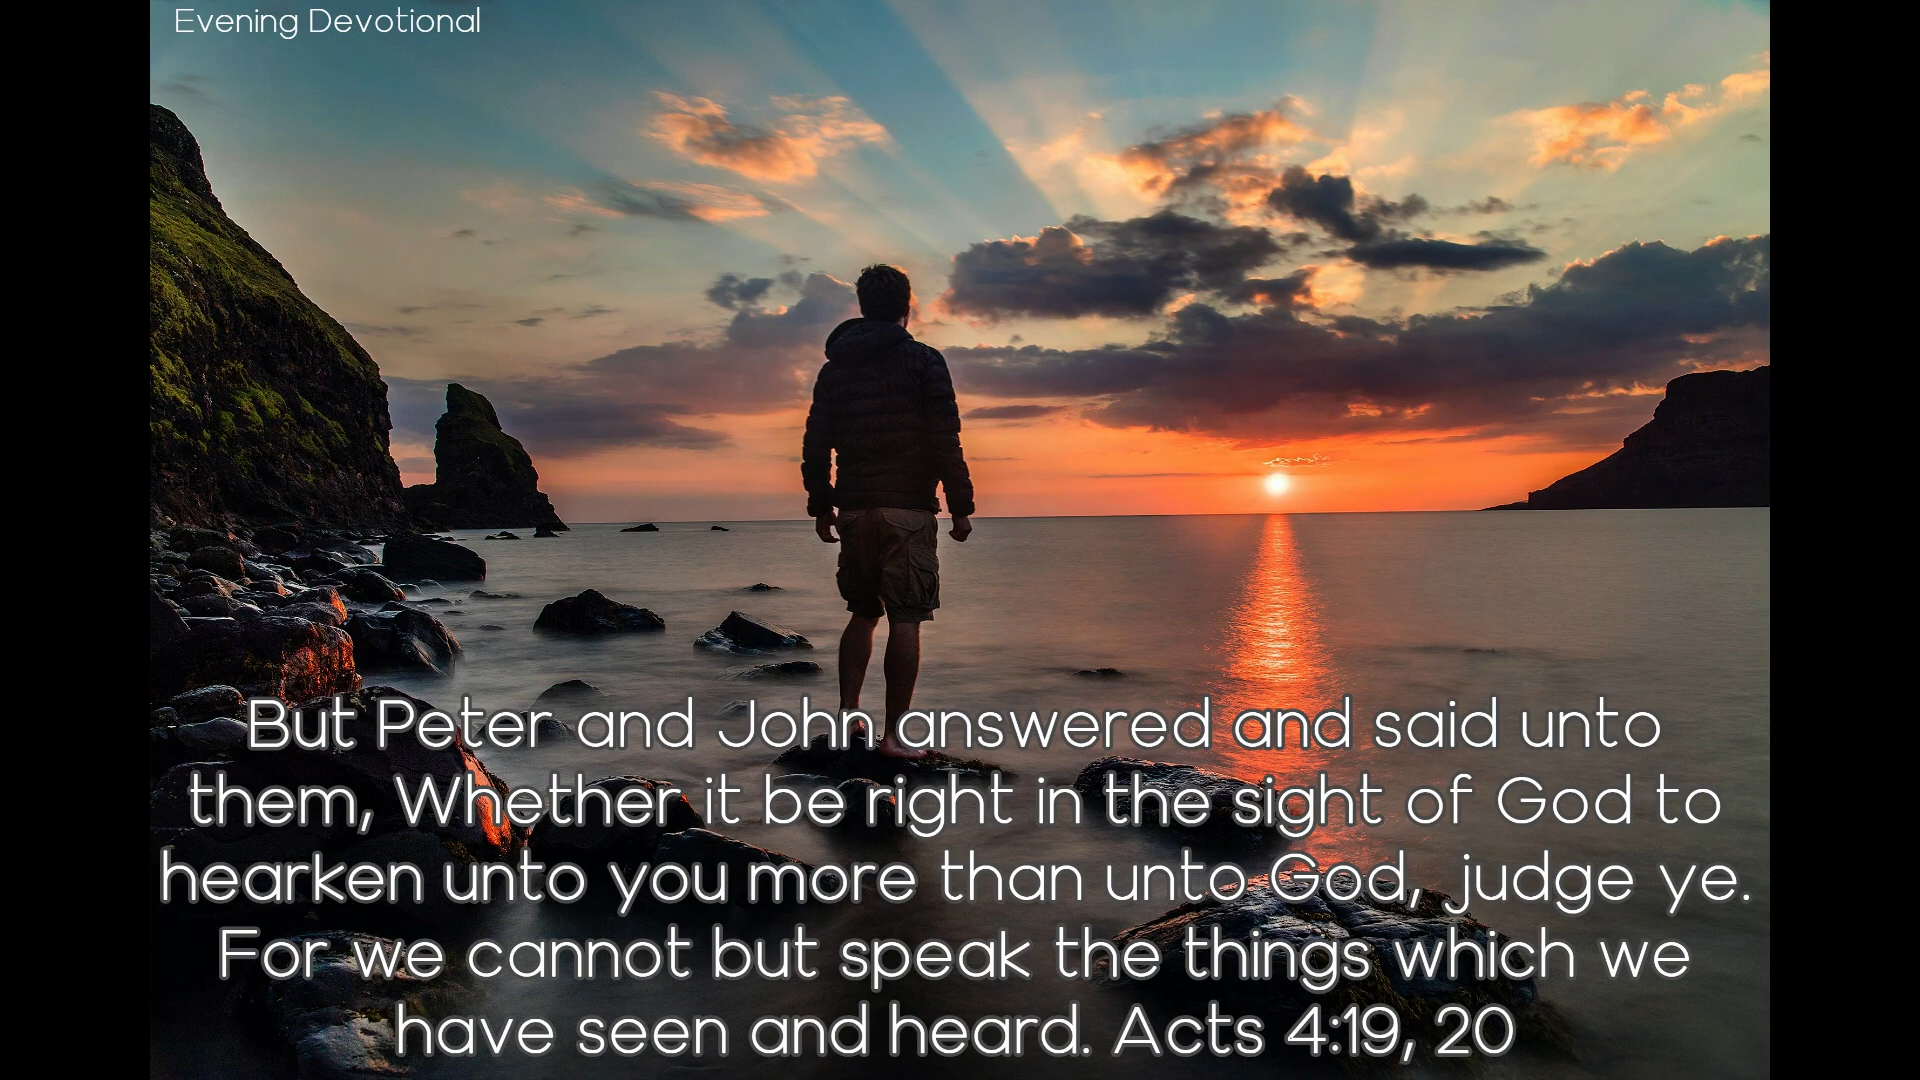 Evening Devotional
But Peter and John answered and said unto
them, Whether it be right in the sight of God to
hearken unto you more than unto God, judge ye.
For we cannot but speak the things which we
have seen and heard. Acts 4:19, 20